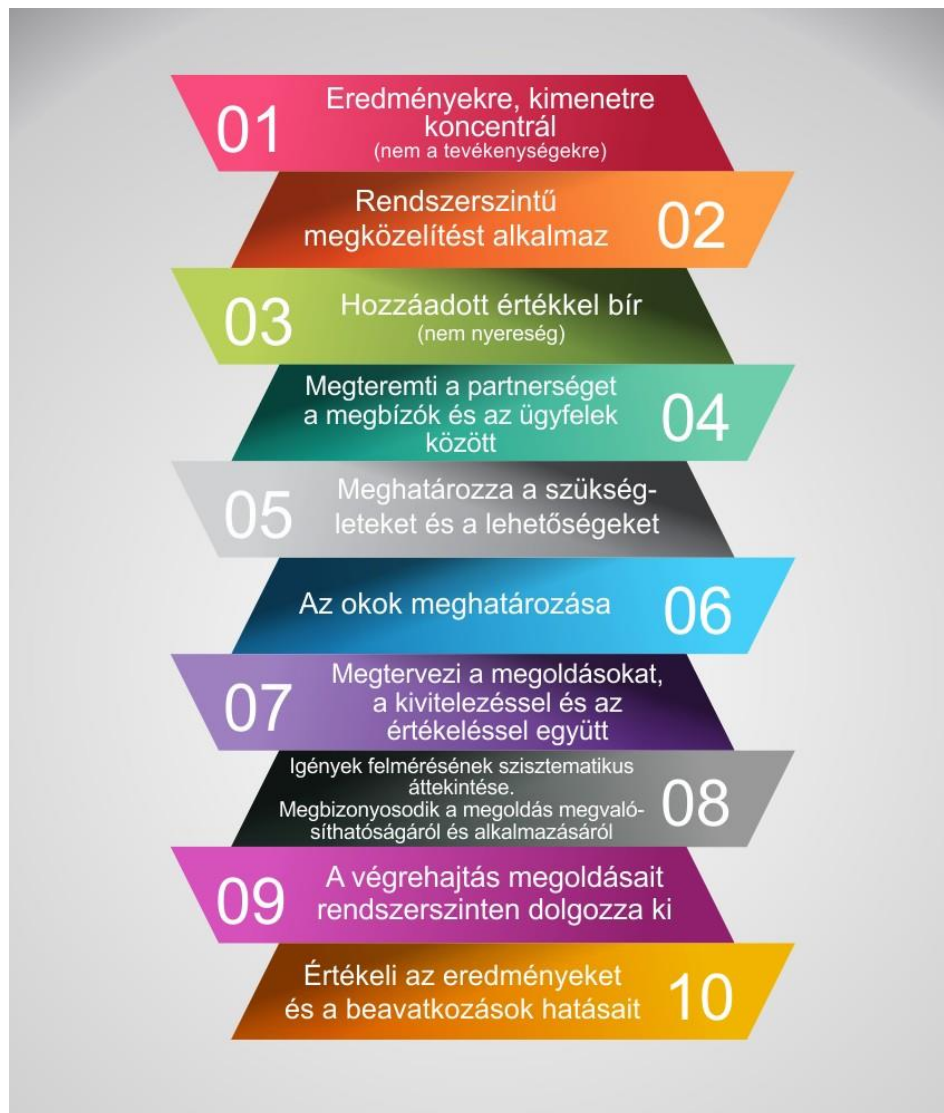 01
Eredményekre, kimenetre
koncentrál
(nem a tevékenységekre)
Rendszerszintű
megközelítést alkalmaz
02
03
Hozzáadott értékkel bír
(nem nyereség)
Megteremti a partnerséget
a megbízók és az ügyfelek
között
04
05
Meghatározza a szükség-
leteket és a lehetőségeket
Az okok meghatározása
06
07
Megtervezi a megoldásokat,
a kivitelezéssel és az
értékeléssel együtt
Igények felmérésének szisztematikus
áttekintése.
Megbizonyosodik a megoldás megvaló-
síthatóságáról és alkalmazásáról
08
09
A végrehajtás megoldásait
rendszerszinten dolgozza ki
Értékeli az eredményeket
és a beavatkozások hatásait
10